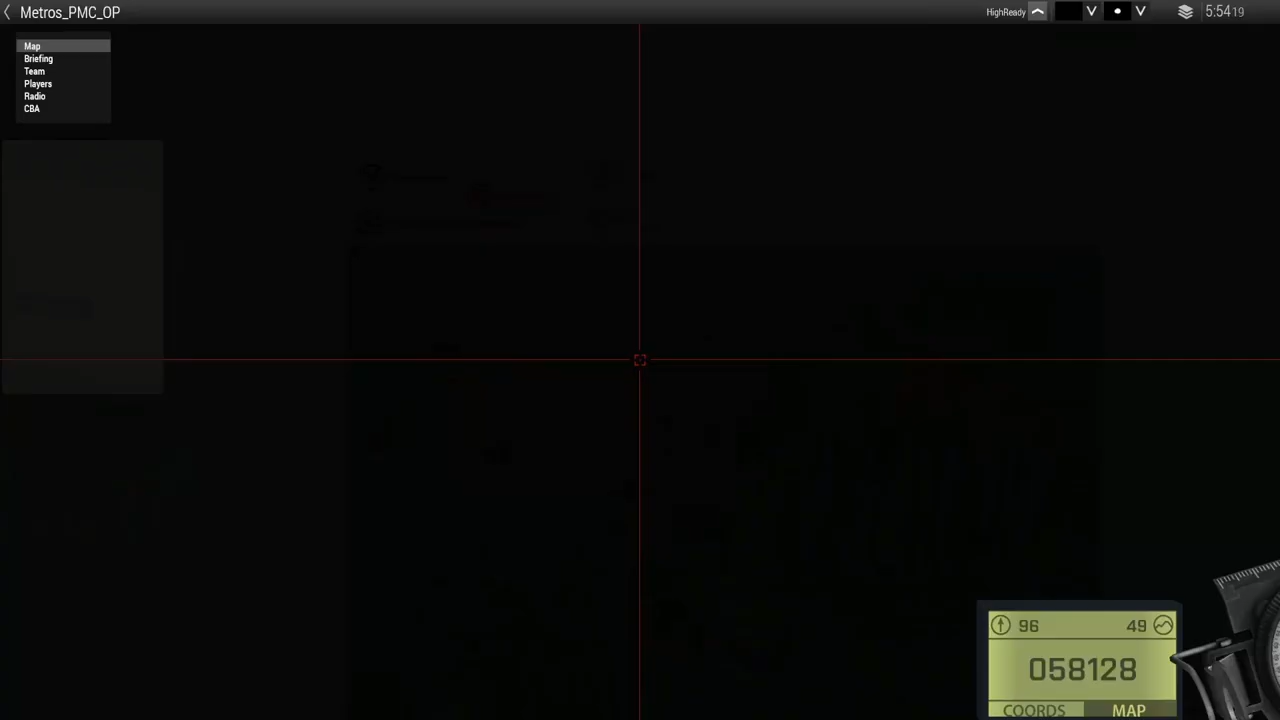 Metros_PMC_OP
HighReady
5:54 19
Map
Briefing
Team
Players
Radio
CBA
96
49
058128
COORDS
MAP